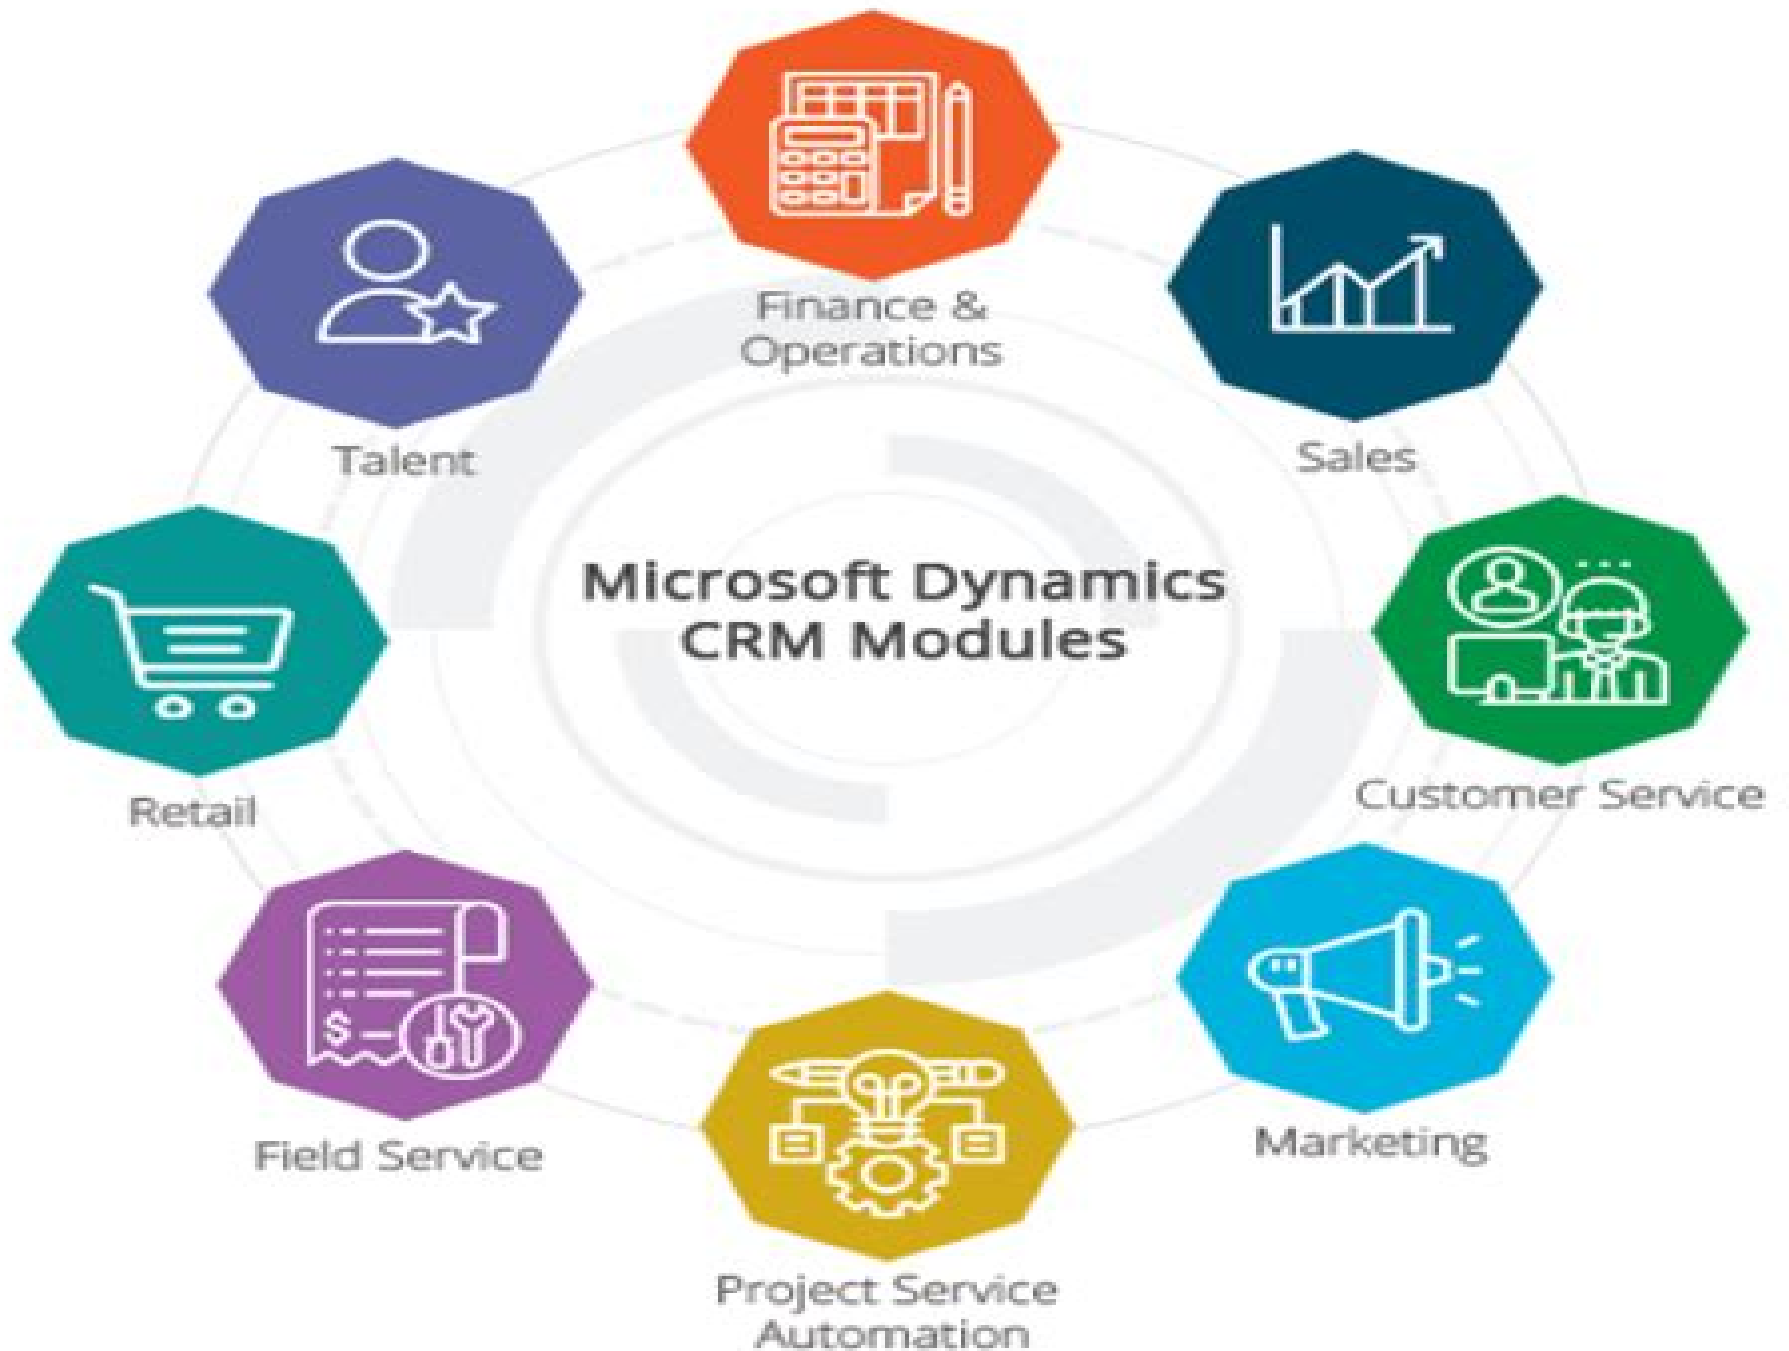 Finance &
Operations
Talent
Sales
Microsoft Dynamics
CRM Modules
Retail
Customer Service
Field Service
Marketing
Project Service
Automation